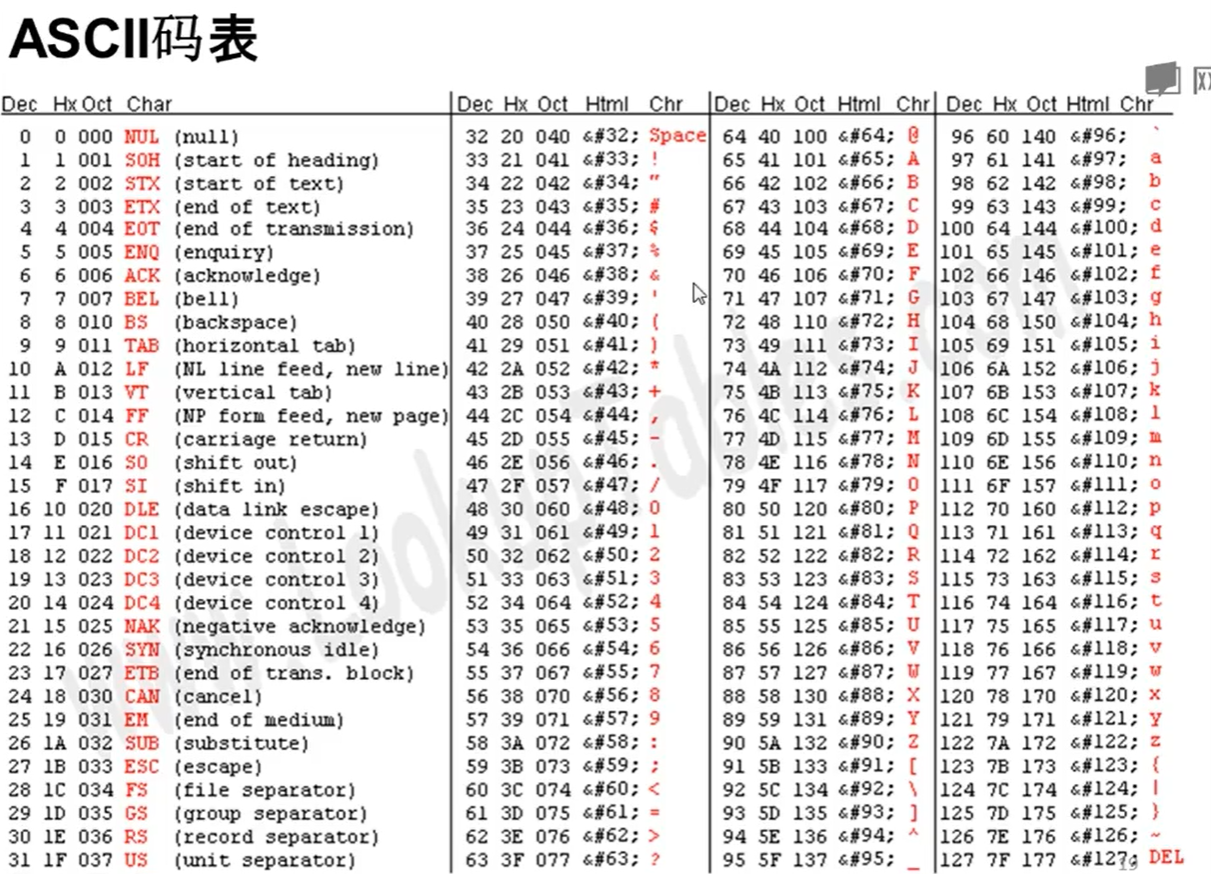 ASCII码表
Dec Hx Oct Char Dec Hx Oct Html Chr Dec Hx Oct Html Chr Dec Hx Oct Html Chr
0 0 000 NUL (null) 32 20 040 &#32; Space 64 40 100 &#64; @ 96 60 140 &#96; `
1 1 001 SOH (start of heading) 33 21 041 &#33; ! 65 41 101 &#65; A 97 61 141 &#97; a
2 2 002 STX (start of text) 34 22 042 &#34; " 66 42 102 &#66; B 98 62 142 &#98; b
3 3 003 ETX (end of text) 35 23 043 &#35; # 67 43 103 &#67; C 99 63 143 &#99; c
4 4 004 EOT (end of transmission) 36 24 044 &#36; $ 68 44 104 &#68; D 100 64 144 &#100; d
5 5 005 ENQ (enquiry) 37 25 045 &#37; % 69 45 105 &#69; E 101 65 145 &#101; e
6 6 006 ACK (acknowledge) 38 26 046 &#38; & 70 46 106 &#70; F 102 66 146 &#102; f
7 7 007 BEL (bell) 39 27 047 &#39; ' 71 47 107 &#71; G 103 67 147 &#103; g
8 8 010 BS (backspace) 40 28 050 &#40; ( 72 48 110 &#72; H 104 68 150 &#104; h
9 9 011 TAB (horizontal tab) 41 29 051 &#41; ) 73 49 111 &#73; I 105 69 151 &#105; i
10 A 012 LF (NL line feed, new line) 42 2A 052 &#42; * 74 4A 112 &#74; J 106 6A 152 &#106; j
11 B 013 VT (vertical tab) 43 2B 053 &#43; + 75 4B 113 &#75; K 107 6B 153 &#107; k
12 C 014 FF (NP form feed, new page) 44 2C 054 &#44; , 76 4C 114 &#76; L 108 6C 154 &#108; l
13 D 015 CR (carriage return) 45 2D 055 &#45; - 77 4D 115 &#77; M 109 6D 155 &#109; m
14 E 016 SO (shift out) 46 2E 056 &#46; . 78 4E 116 &#78; N 110 6E 156 &#110; n
15 F 017 SI (shift in) 47 2F 057 &#47; / 79 4F 117 &#79; O 111 6F 157 &#111; o
16 10 020 DLE (data link escape) 48 30 060 &#48; 0 80 50 120 &#80; P 112 70 160 &#112; p
17 11 021 DC1 (device control 1) 49 31 061 &#49; 1 81 51 121 &#81; Q 113 71 161 &#113; q
18 12 022 DC2 (device control 2) 50 32 062 &#50; 2 82 52 122 &#82; R 114 72 162 &#114; r
19 13 023 DC3 (device control 3) 51 33 063 &#51; 3 83 53 123 &#83; S 115 73 163 &#115; s
20 14 024 DC4 (device control 4) 52 34 064 &#52; 4 84 54 124 &#84; T 116 74 164 &#116; t
21 15 025 NAK (negative acknowledge) 53 35 065 &#53; 5 85 55 125 &#85; U 117 75 165 &#117; u
22 16 026 SYN (synchronous idle) 54 36 066 &#54; 6 86 56 126 &#86; V 118 76 166 &#118; v
23 17 027 ETB (end of trans. block) 55 37 067 &#55; 7 87 57 127 &#87; W 119 77 167 &#119; w
24 18 030 CAN (cancel) 56 38 070 &#56; 8 88 58 130 &#88; X 120 78 170 &#120; x
25 19 031 EM (end of medium) 57 39 071 &#57; 9 89 59 131 &#89; Y 121 79 171 &#121; y
26 1A 032 SUB (substitute) 58 3A 072 &#58; : 90 5A 132 &#90; Z 122 7A 172 &#122; z
27 1B 033 ESC (escape) 59 3B 073 &#59; ; 91 5B 133 &#91; [ 123 7B 173 &#123; {
28 1C 034 FS (file separator) 60 3C 074 &#60; < 92 5C 134 &#92; \ 124 7C 174 &#124; |
29 1D 035 GS (group separator) 61 3D 075 &#61; = 93 5D 135 &#93; ] 125 7D 175 &#125; }
30 1E 036 RS (record separator) 62 3E 076 &#62; > 94 5E 136 &#94; ^ 126 7E 176 &#126; ~
31 1F 037 US (unit separator) 63 3F 077 &#63; ? 95 5F 137 &#95; _ 127 7F 177 &#127; DEL
19
www.LookupTables.com